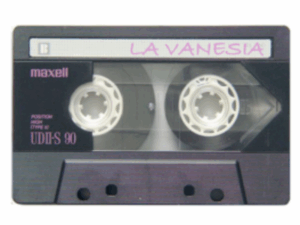 B LA VANESIA
maxell
POSITION
HIGH
(TYPE II)
UDII-S 90